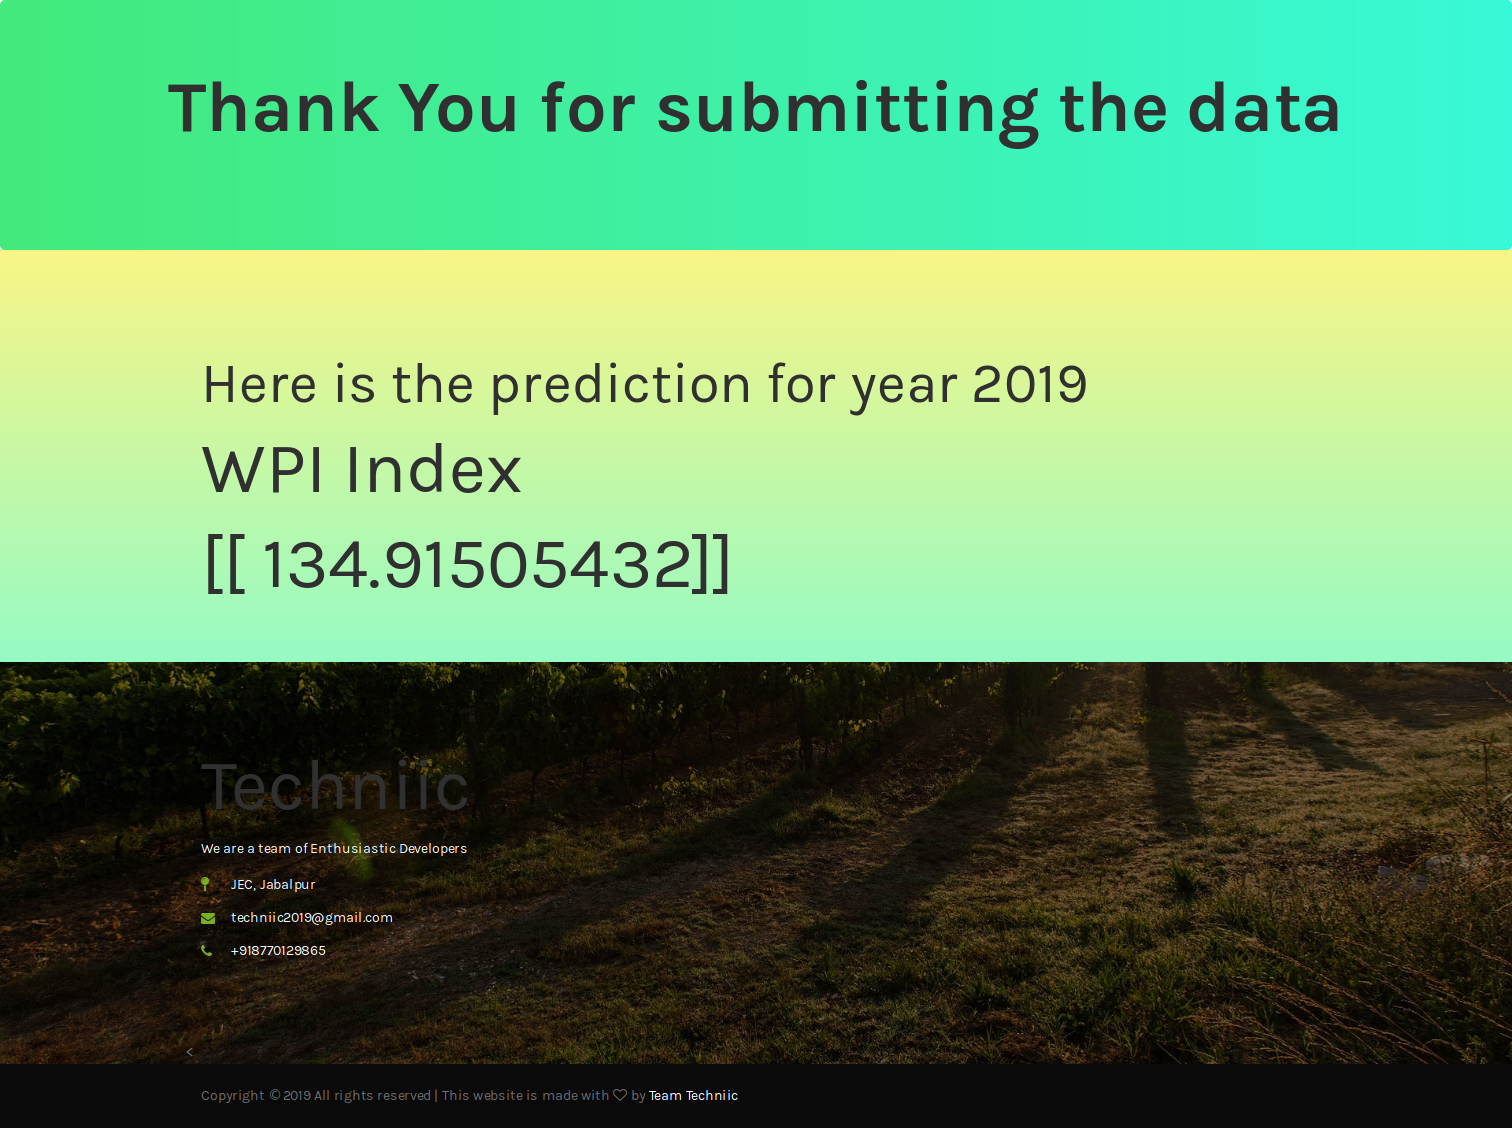 Thank You for submitting the data
Here is the prediction for year 2019
WPI Index
[[ 134.91505432]]
Techniic
We are a team of Enthusiastic Developers
JEC, Jabalpur
techniic2019@gmail.com
+918770129865
<
Copyright © 2019 All rights reserved | This website is made with ♡ by Team Techniic